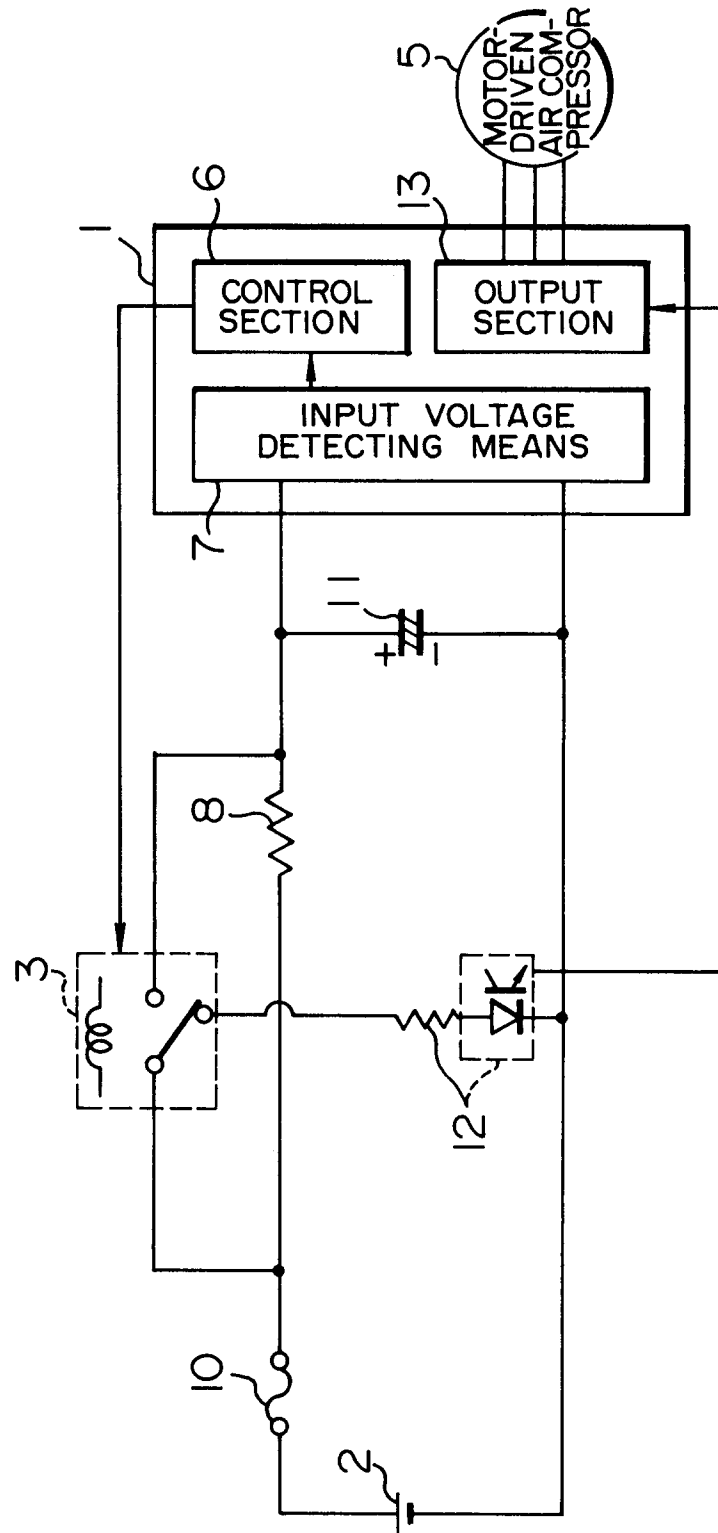 1
6
CONTROL
SECTION
13
OUTPUT
SECTION
5
MOTOR-
DRIVEN
AIR COM-
PRESSOR
7
INPUT VOLTAGE
DETECTING MEANS
3
8
11
+
−
12
10
2